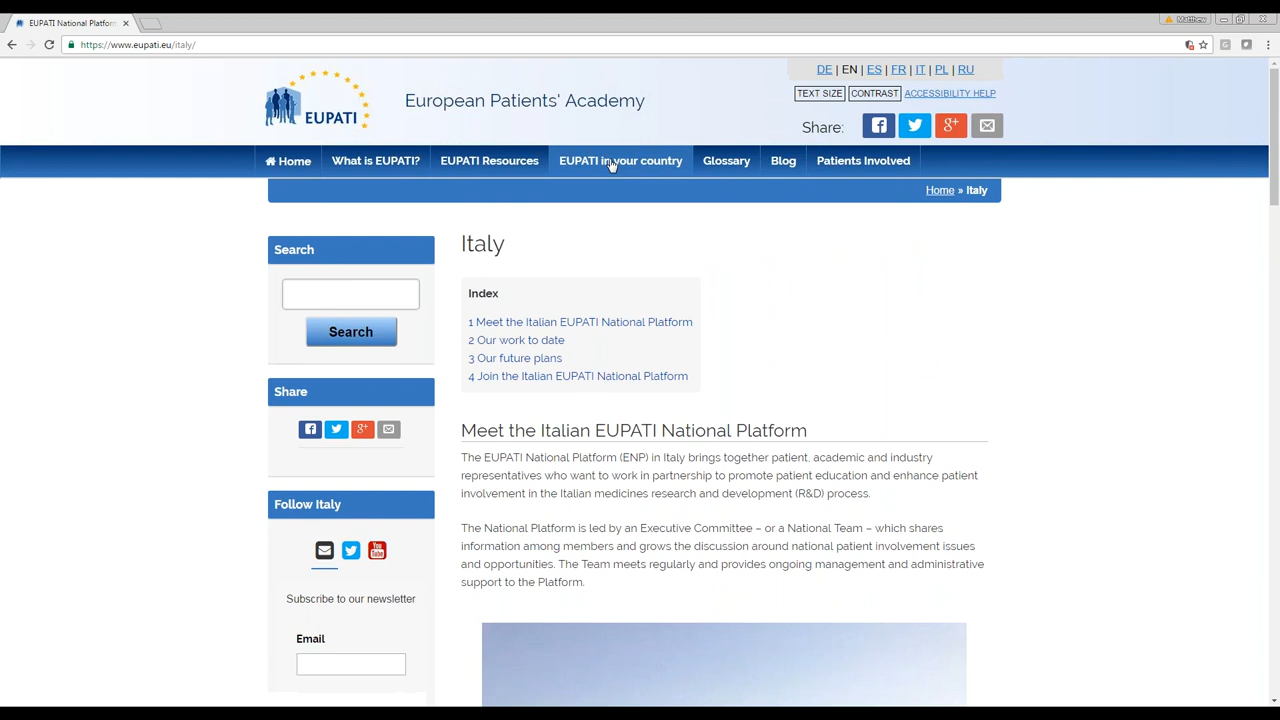 EUPATI National Platfor
Matthew
https://www.eupati.eu/italy/
DE | EN | ES | FR | IT | PL | RU
TEXT SIZE CONTRAST ACCESSIBILITY HELP
EUPATI
European Patients' Academy
Share:
Home What is EUPATI? EUPATI Resources EUPATI in your country Glossary Blog Patients Involved
Home » Italy
Search
Search
Share
Follow Italy
Subscribe to our newsletter
Email
Italy
Index
1 Meet the Italian EUPATI National Platform
2 Our work to date
3 Our future plans
4 Join the Italian EUPATI National Platform
Meet the Italian EUPATI National Platform
The EUPATI National Platform (ENP) in Italy brings together patient, academic and industry
representatives who want to work in partnership to promote patient education and enhance patient
involvement in the Italian medicines research and development (R&D) process.
The National Platform is led by an Executive Committee – or a National Team – which shares
information among members and grows the discussion around national patient involvement issues
and opportunities. The Team meets regularly and provides ongoing management and administrative
support to the Platform.